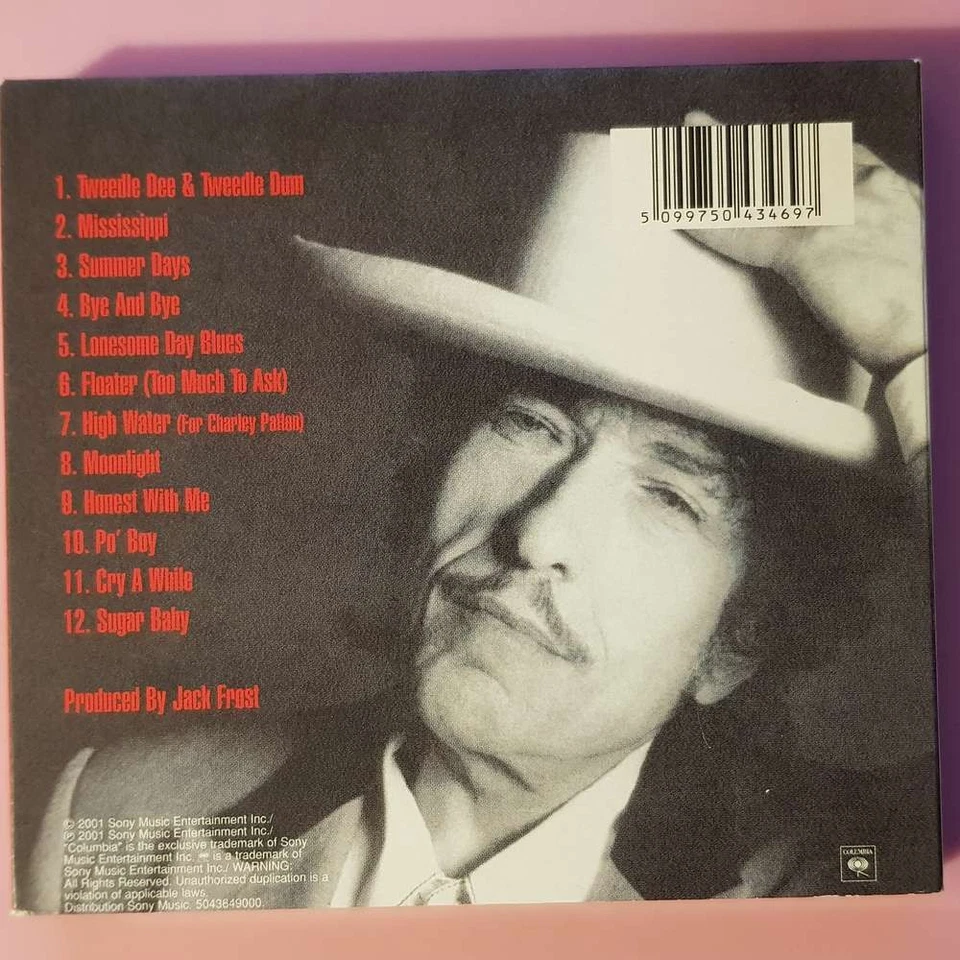 5 099750 434697
1. Tweedle Dee & Tweedle Dum
2. Mississippi
3. Summer Days
4. Bye And Bye
5. Lonesome Day Blues
6. Floater (Too Much To Ask)
7. High Water (For Charley Patton)
8. Moonlight
9. Honest With Me
10. Po' Boy
11. Cry A While
12. Sugar Baby
Produced By Jack Frost
© 2001 Sony Music Entertainment Inc./
℗ 2001 Sony Music Entertainment Inc./
"Columbia" is the exclusive trademark of Sony
Music Entertainment Inc. is a trademark of
Sony Music Entertainment Inc./ WARNING:
All Rights Reserved. Unauthorized duplication is a
violation of applicable laws.
Distribution Sony Music. 5043649000.
COLUMBIA